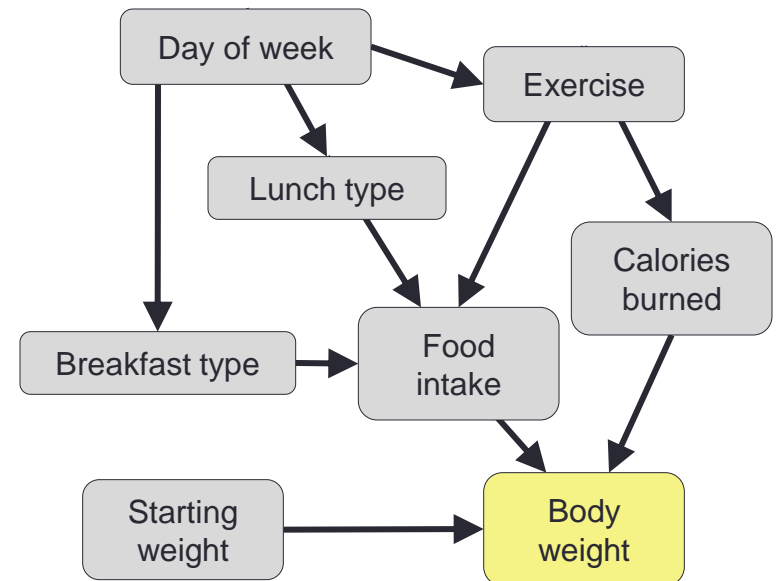 Day of week
Exercise
Lunch type
Calories
burned
Breakfast type
Food
intake
Starting
weight
Body
weight